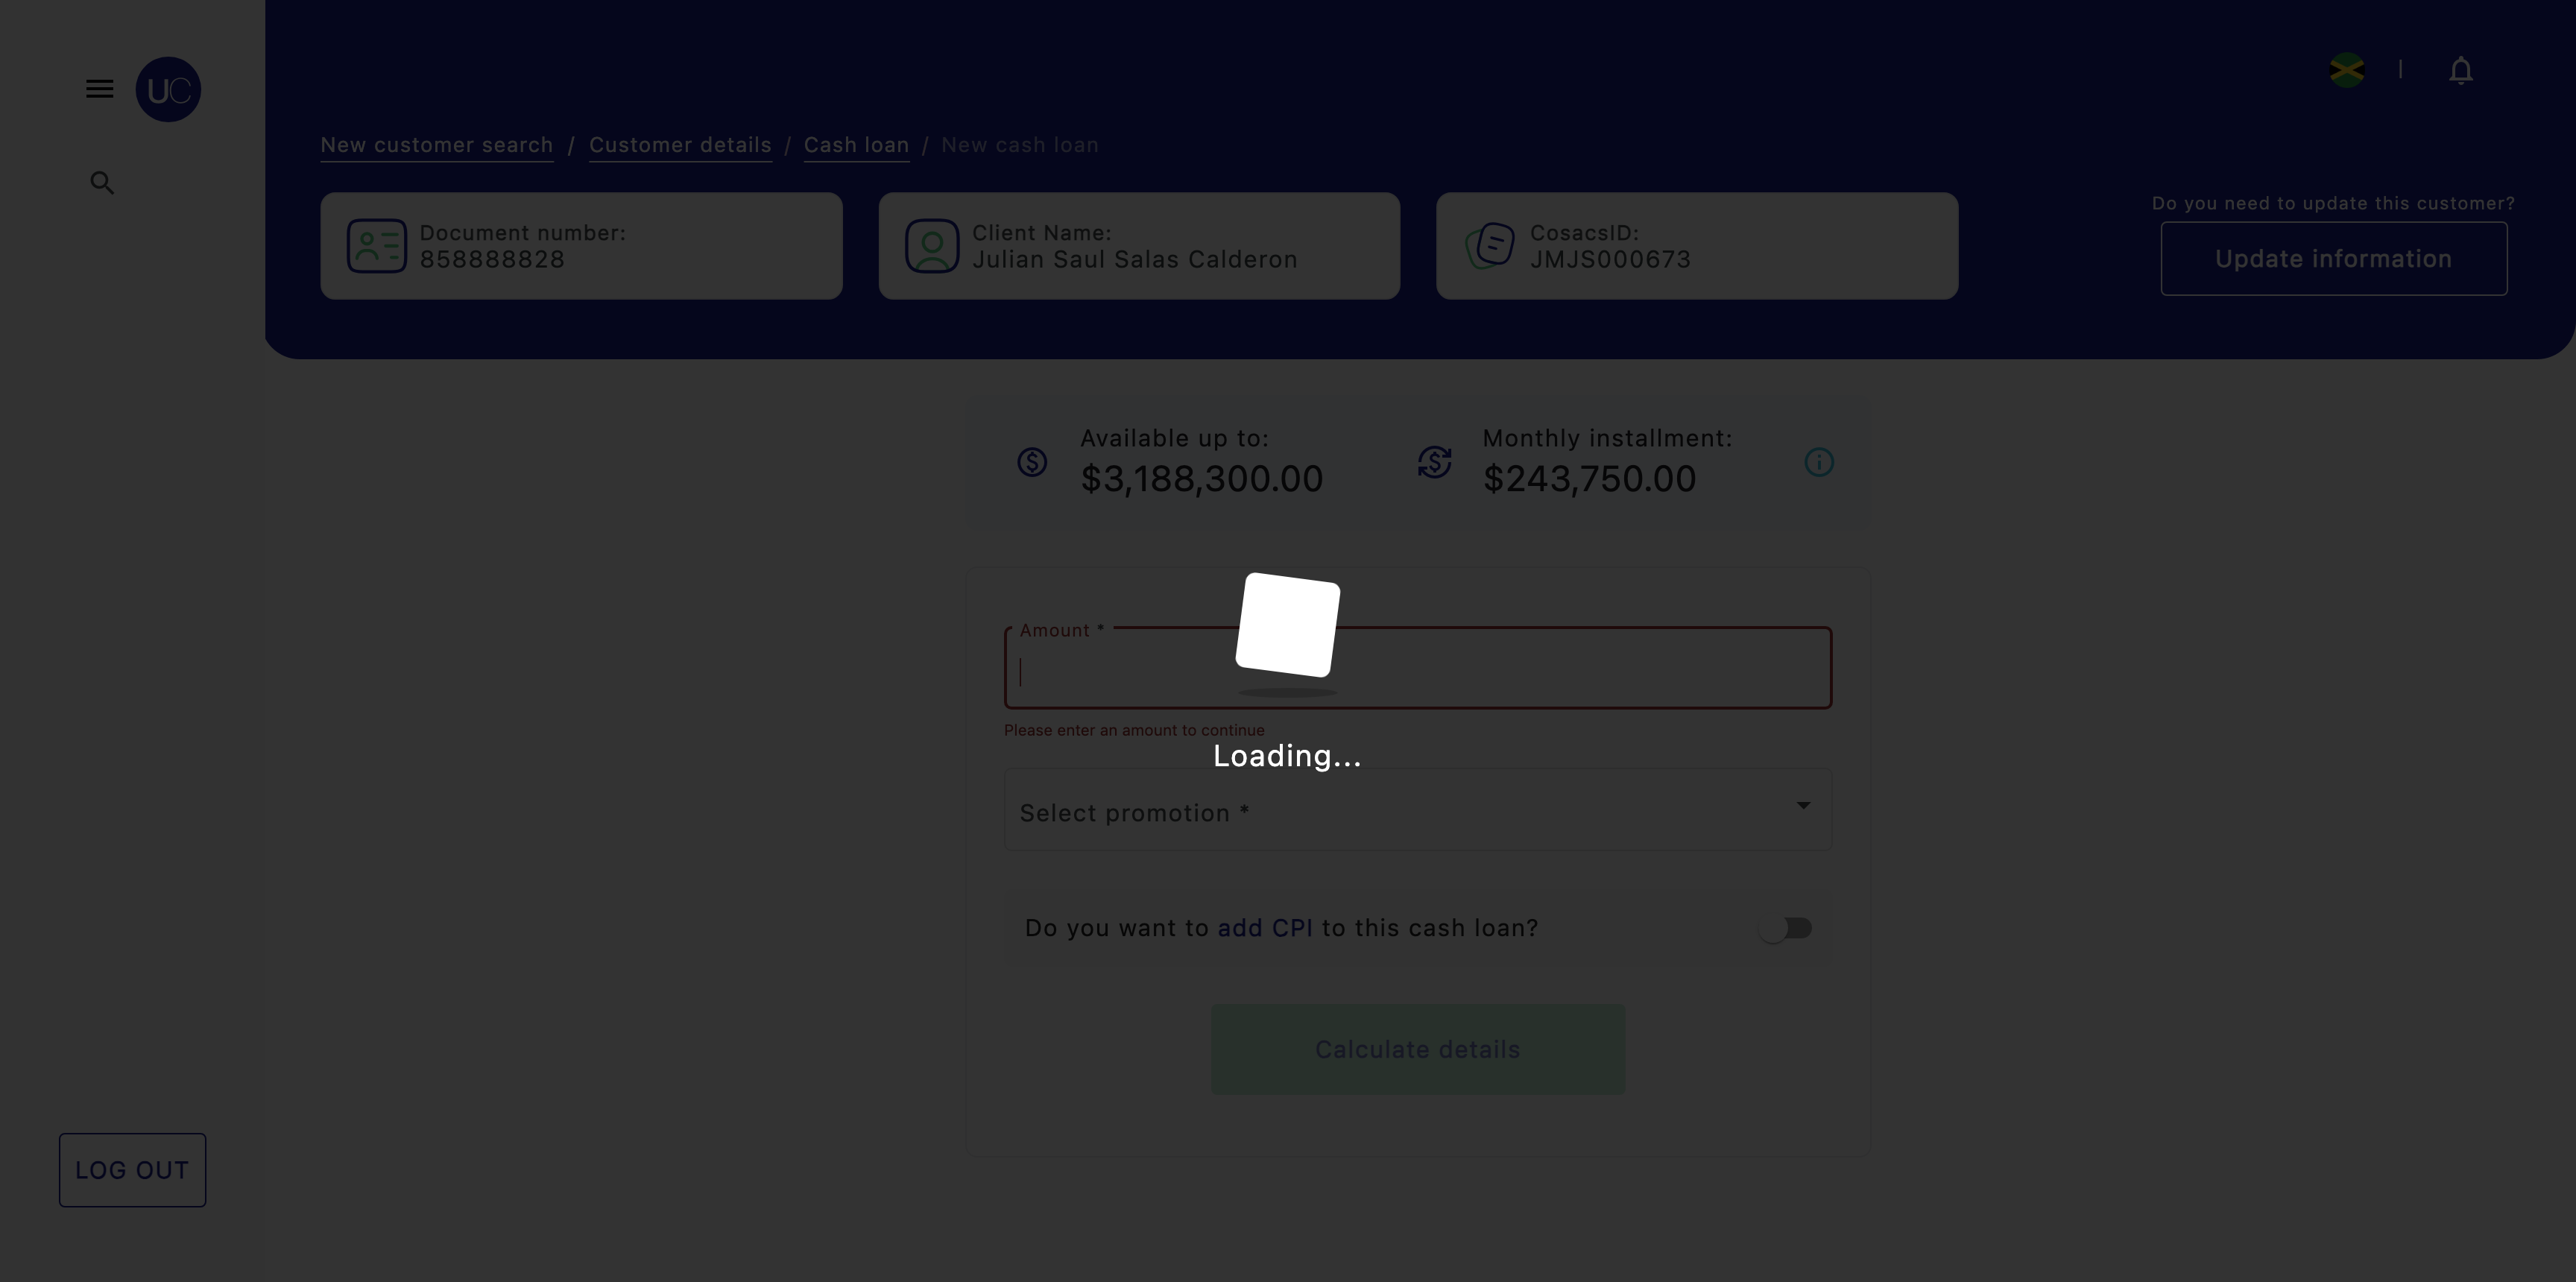 UC
New customer search / Customer details / Cash loan / New cash loan
Document number:
858888828
Client Name:
Julian Saul Salas Calderon
CosacsID:
JMJS000673
Do you need to update this customer?
Update information
Available up to:
$3,188,300.00
Monthly installment:
$243,750.00
Amount *
Please enter an amount to continue
Loading...
Select promotion *
Do you want to add CPI to this cash loan?
Calculate details
LOG OUT